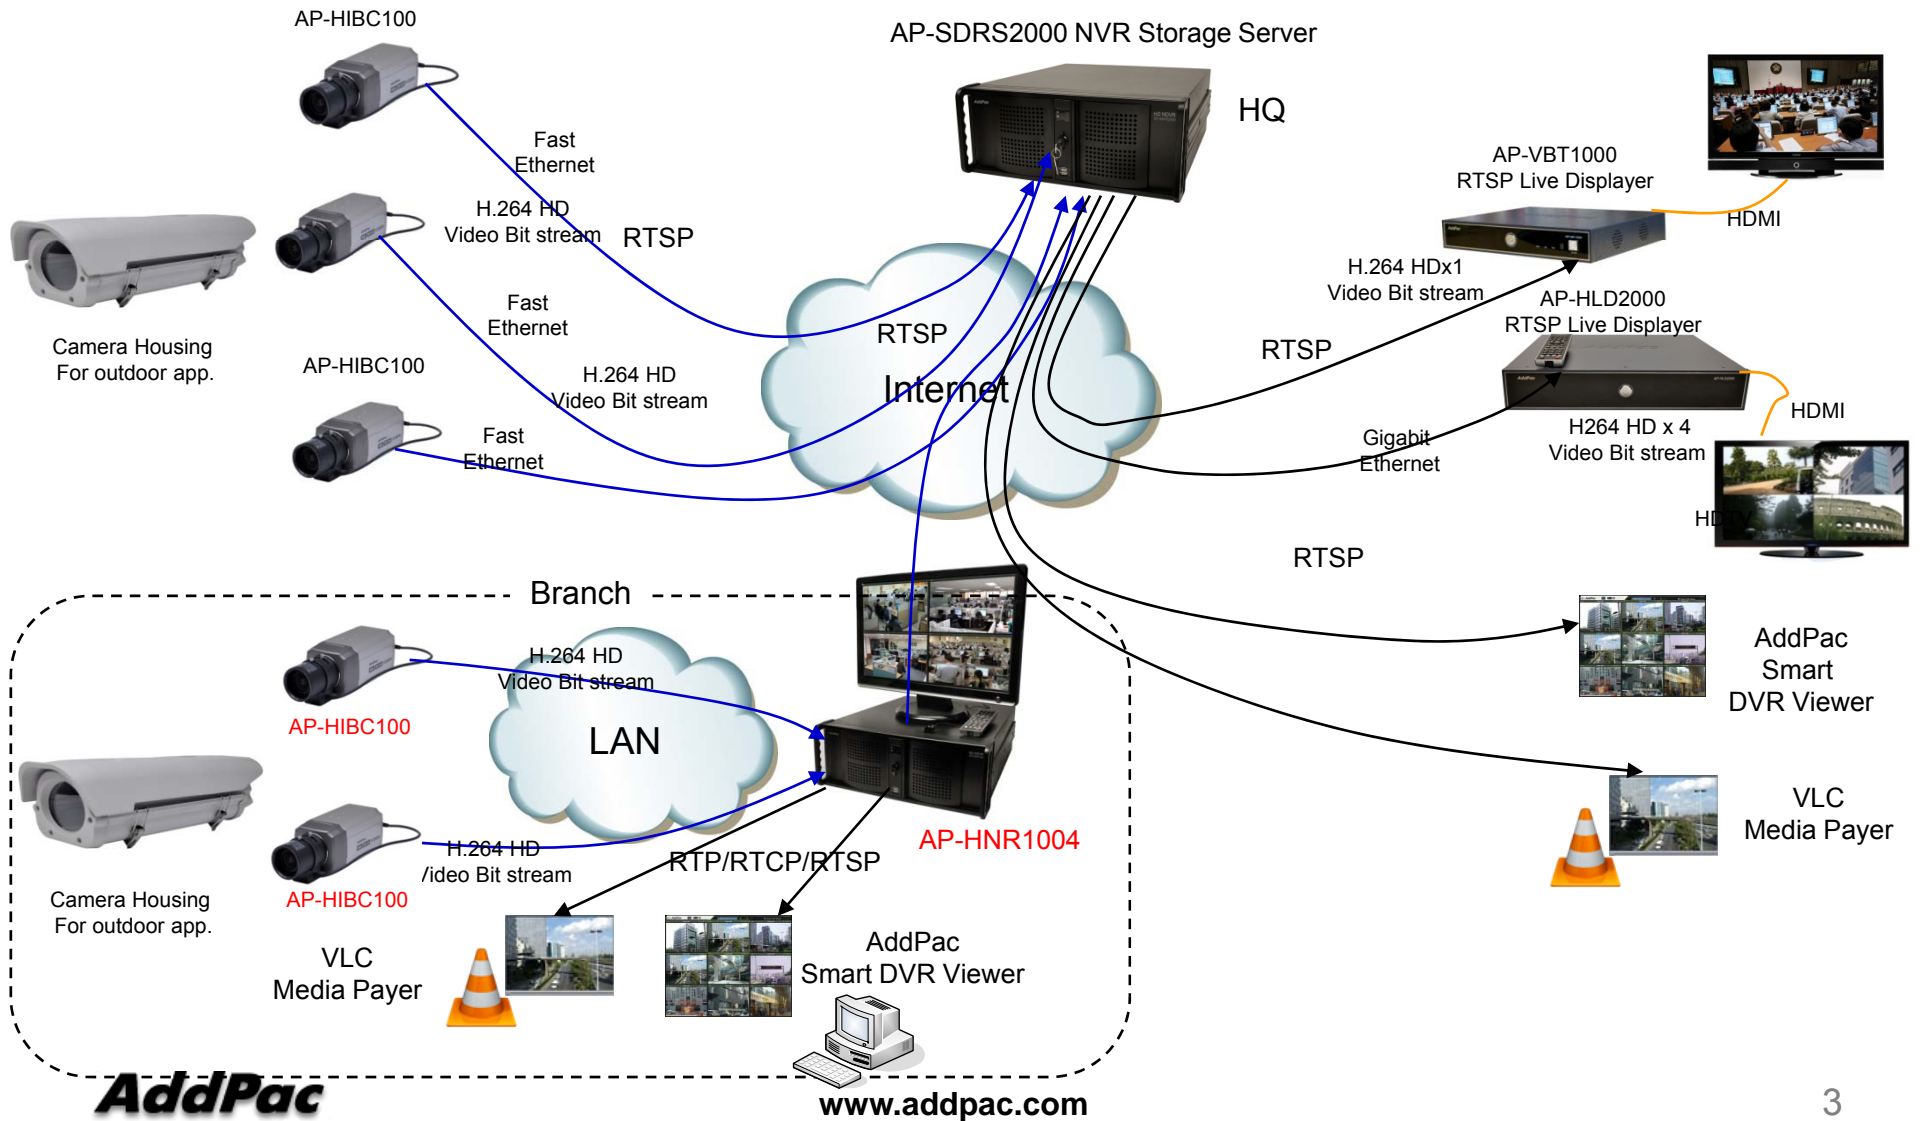 AP-HIBC100
AP-SDRS2000 NVR Storage Server
HQ
Fast
Ethernet
AP-VBT1000
RTSP Live Displayer
HDMI
H.264 HD
Video Bit stream
RTSP
H.264 HDx1
Video Bit stream
AP-HLD2000
RTSP Live Displayer
Fast
Ethernet
RTSP
RTSP
Camera Housing
For outdoor app.
AP-HIBC100
H.264 HD
Video Bit stream
Internet
AddPac
HDMI
Fast
Ethernet
Gigabit
Ethernet
H264 HD x 4
Video Bit stream
HDTV
RTSP
Branch
H.264 HD
Video Bit stream
AP-HIBC100
LAN
AddPac
Smart
DVR Viewer
VLC
Media Payer
AP-HNR1004
H.264 HD
Video Bit stream
RTP/RTCP/RTSP
AP-HIBC100
Camera Housing
For outdoor app.
VLC
Media Payer
AddPac
Smart DVR Viewer
AddPac
www.addpac.com
3